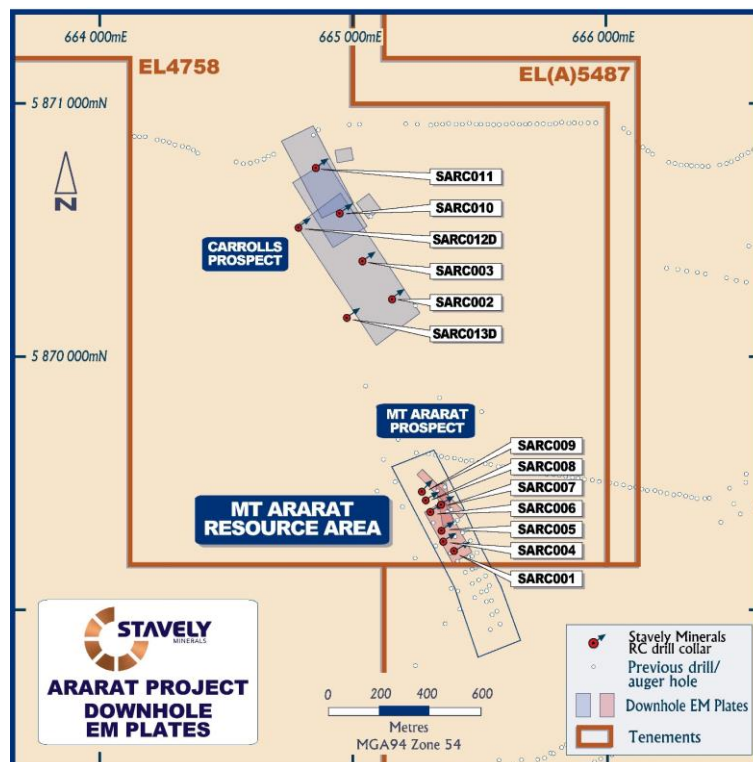 664 000mE
665 000mE
666 000mE
EL4758
EL(A)5487
5 871 000mN
N
SARC011
SARC010
SARC012D
CARROLLS
PROSPECT
SARC003
SARC002
SARC013D
5 870 000mN
MT ARARAT
PROSPECT
SARC009
SARC008
SARC007
MT ARARAT
RESOURCE AREA
SARC006
SARC005
SARC004
SARC001
STAVELY
MINERALS
ARARAT PROJECT
DOWNHOLE
EM PLATES
0 200 400 600
Metres
MGA94 Zone 54
Stavely Minerals
RC drill collar
Previous drill/
auger hole
Downhole EM Plates
Tenements